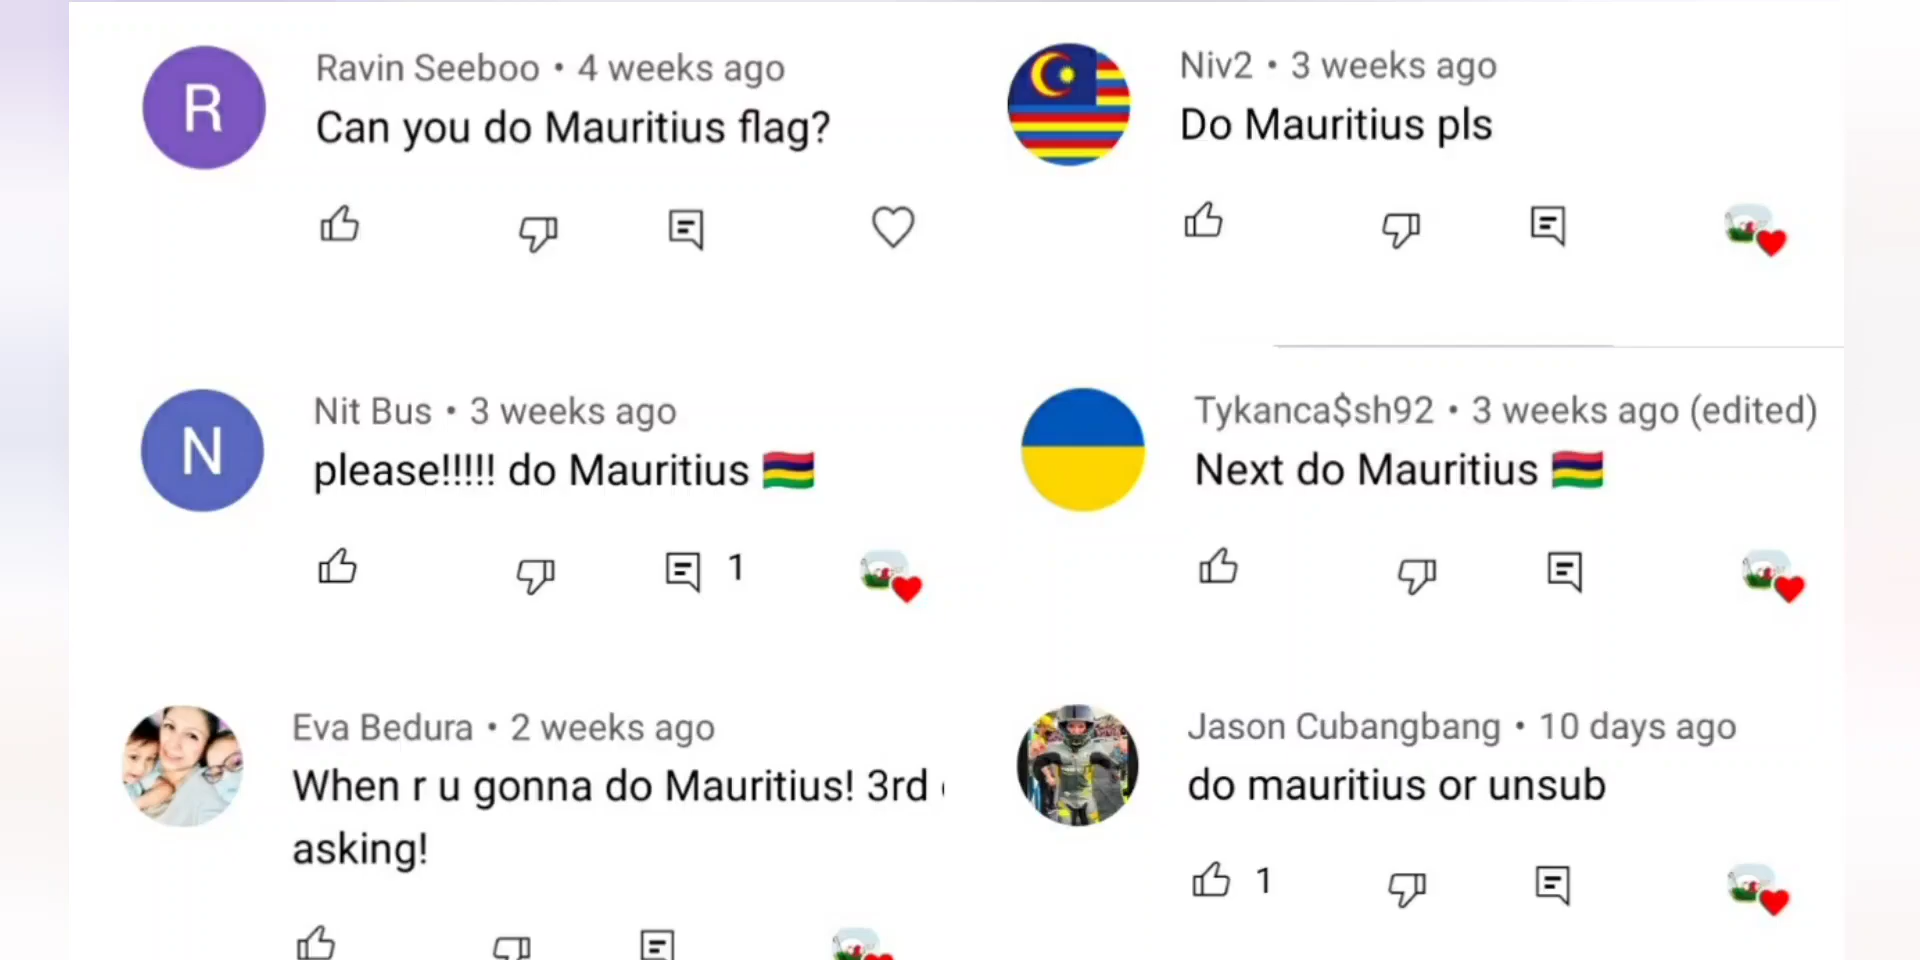 R
Ravin Seeboo • 4 weeks ago
Can you do Mauritius flag?
Niv2 • 3 weeks ago
Do Mauritius pls
N
Nit Bus • 3 weeks ago
please!!!!! do Mauritius 🇲🇺
1
Tykanca$sh92 • 3 weeks ago (edited)
Next do Mauritius 🇲🇺
Eva Bedura • 2 weeks ago
When r u gonna do Mauritius! 3rd
asking!
Jason Cubangbang • 10 days ago
do mauritius or unsub
1